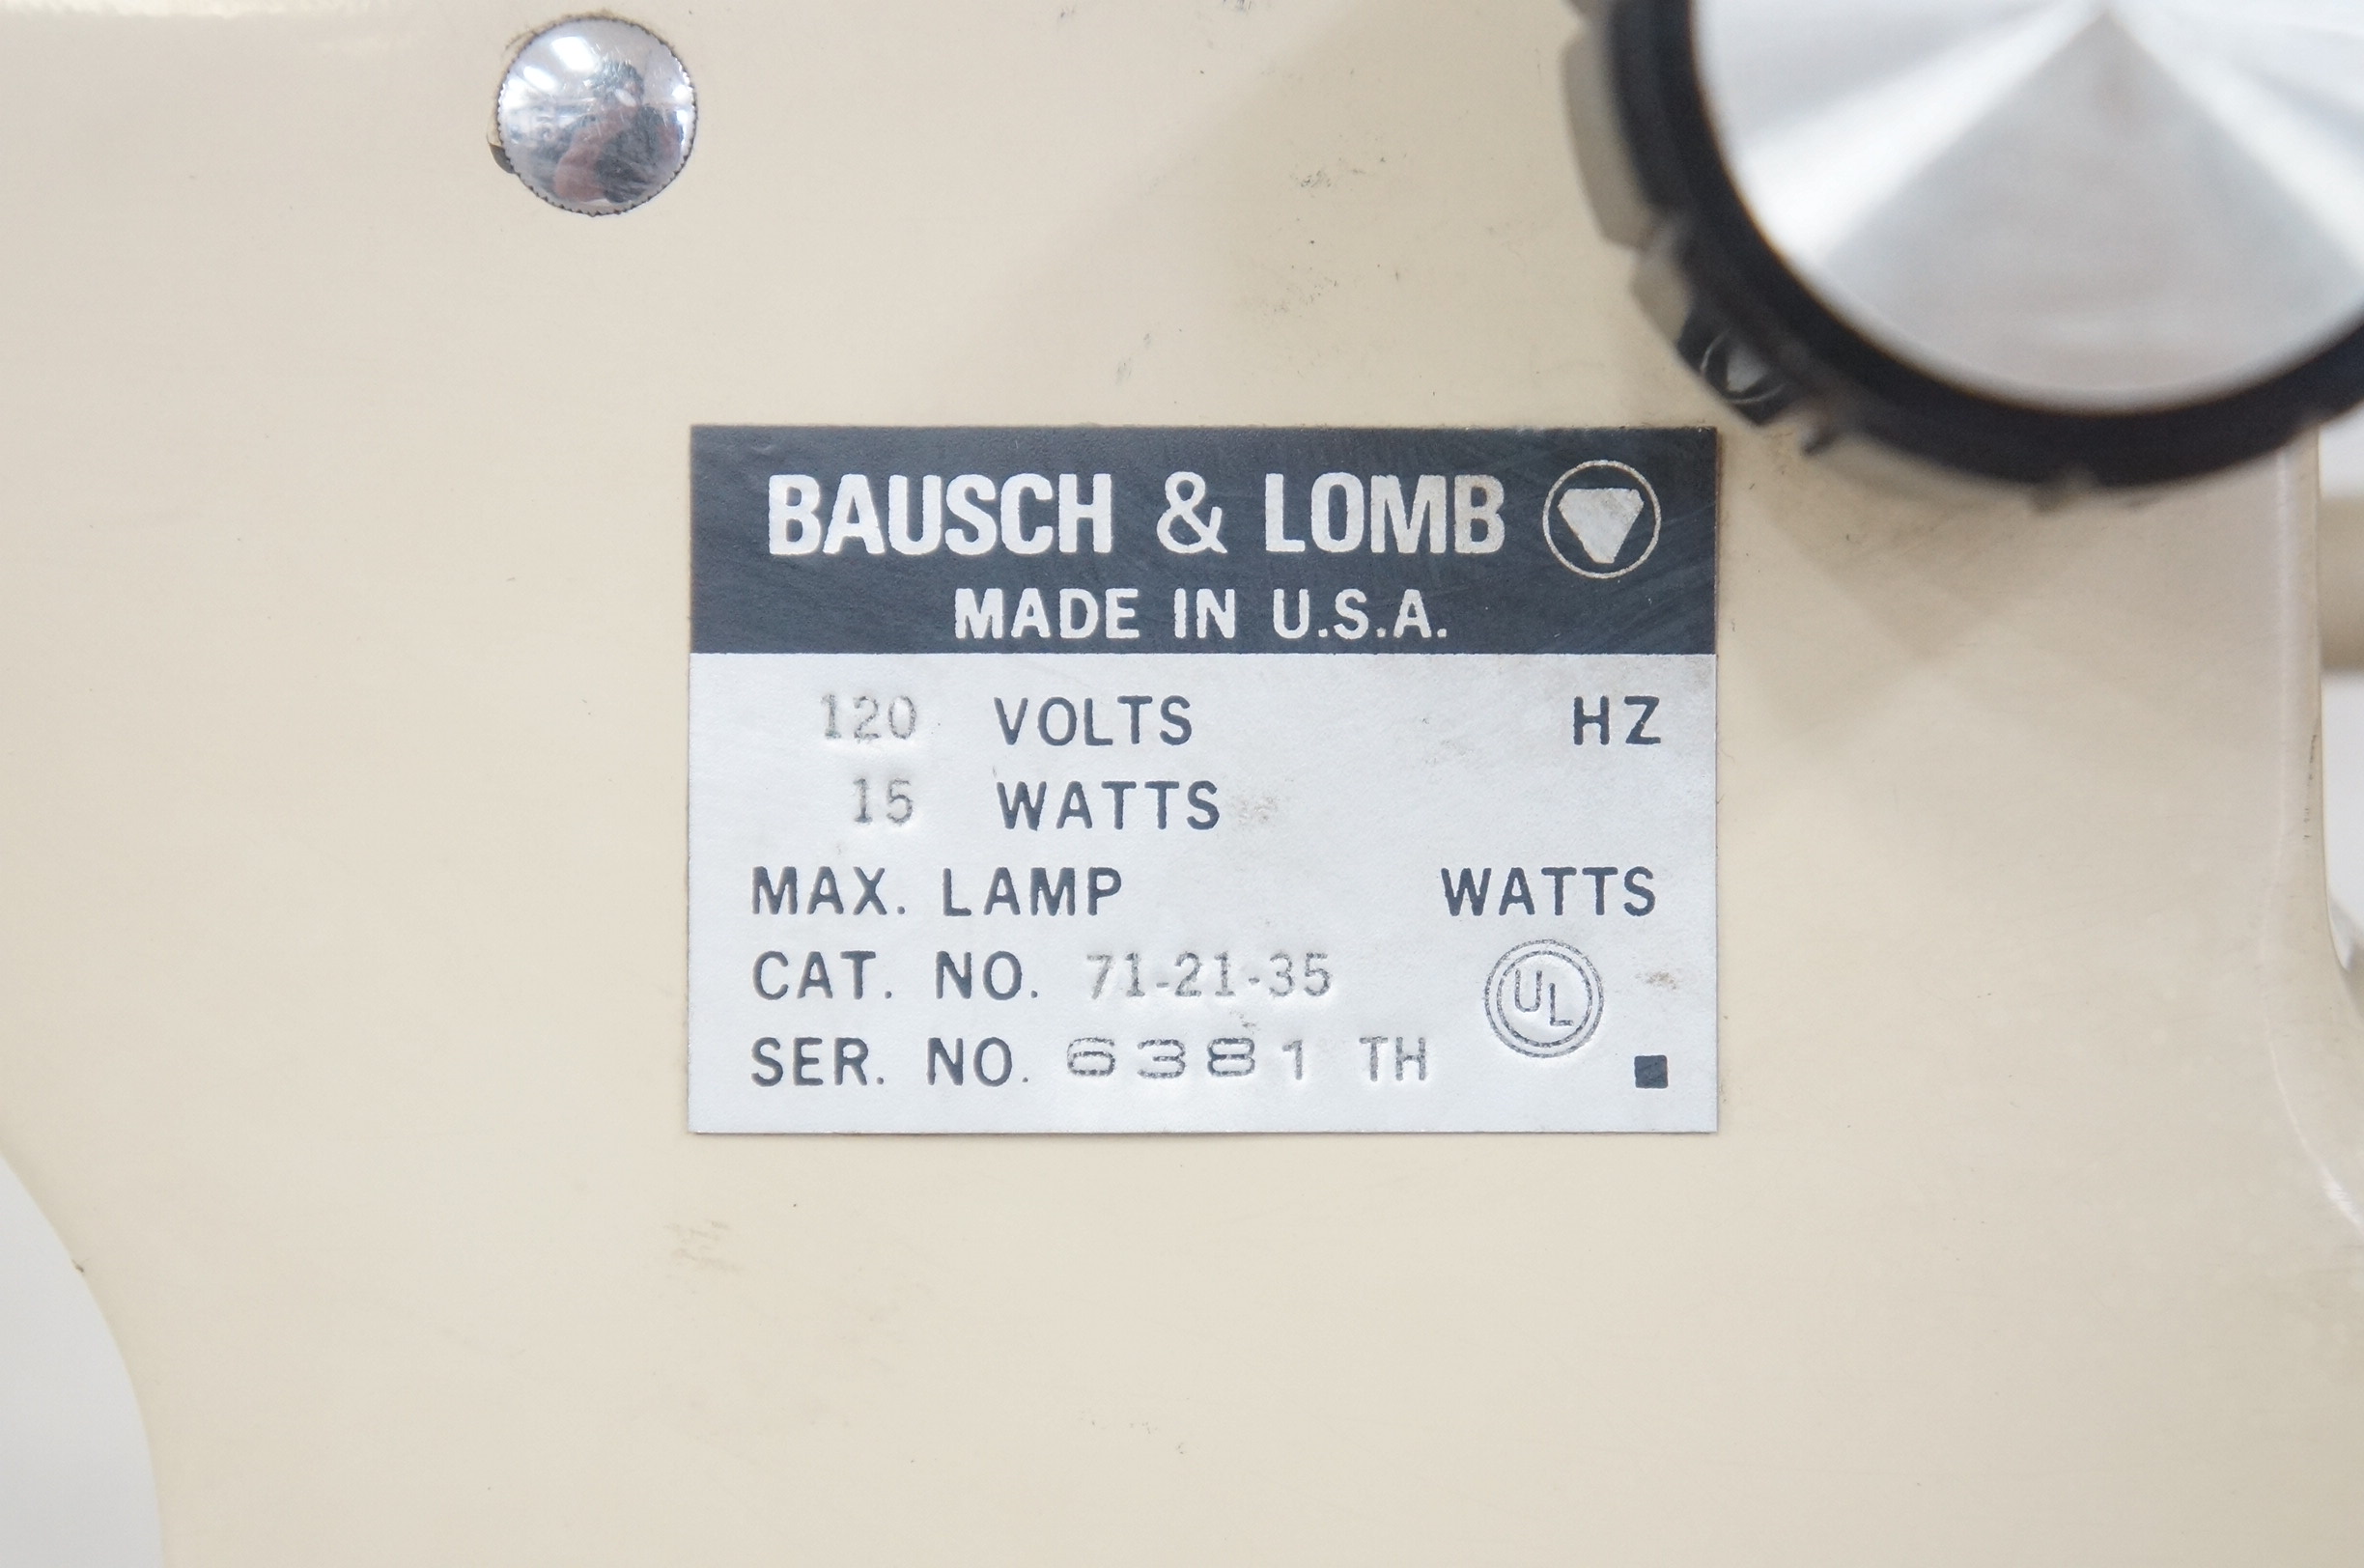 BAUSCH & LOMB
MADE IN U.S.A.
120 VOLTS HZ
15 WATTS
MAX. LAMP WATTS
CAT. NO. 71-21-35
UL
SER. NO. 6381 TH